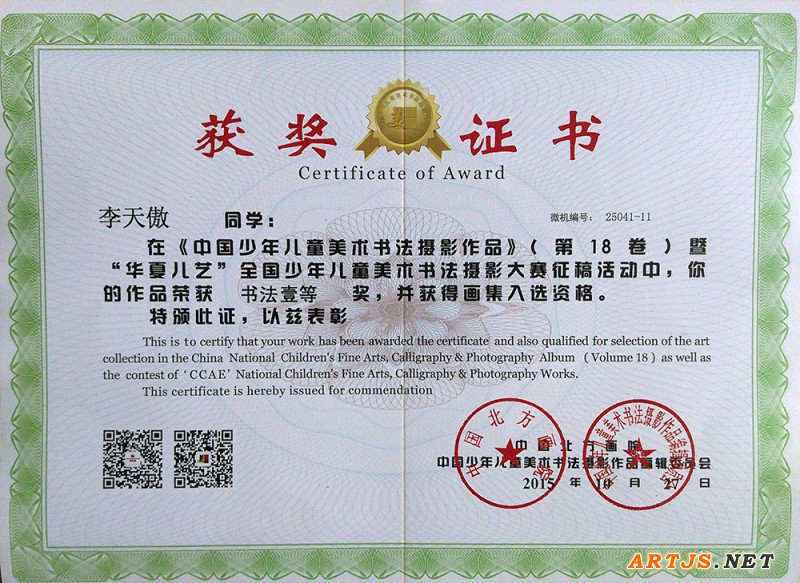 获奖证书
Certificate of Award
李天傲 同学： 微机编号： 25041-11
在《中国少年儿童美术书法摄影作品》（第18卷）暨
“华夏儿艺”全国少年儿童美术书法摄影大赛征稿活动中，你
的作品荣获 书法壹等 奖，并获得画集入选资格。
特颁此证，以兹表彰
This is to certify that your work has been awarded the certificate and also qualified for selection of the art
collection in the China National Children's Fine Arts, Calligraphy & Photography Album (Volume 18) as well as
the contest of ‘CCAE’ National Children's Fine Arts, Calligraphy & Photography Works.
This certificate is hereby issued for commendation
中国北方画院
中国北方画院
中国少年儿童美术书法摄影作品编辑委员会
2015 年 10 月 27 日
ARTJS.NET